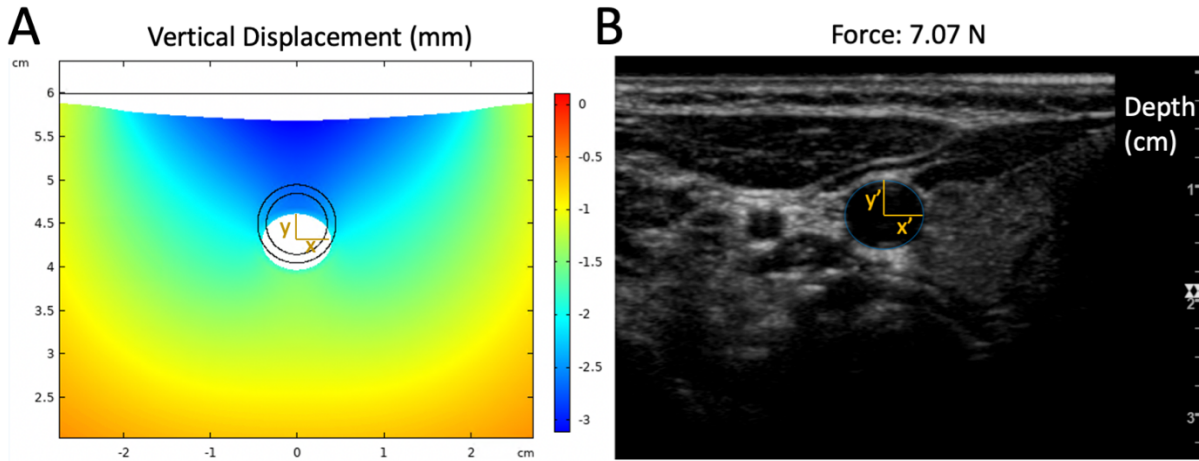 A
Vertical Displacement (mm)
cm
6
5.5
5
4.5
4
3.5
3
2.5
-2
-1
0
1
2
cm
y
x
0
-0.5
-1
-1.5
-2
-2.5
-3
B
Force: 7.07 N
Depth
(cm)
1
2
3
y'
x'